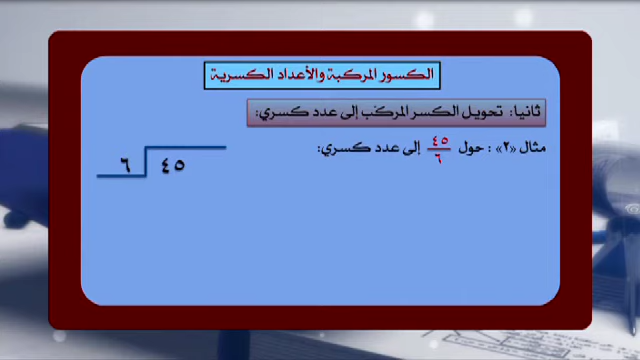 الكسور المركبة والأعداد الكسرية
ثانيا: تحويل الكسر المركب إلى عدد كسري:
مثال «٢» : حول ٤٥/٦ إلى عدد كسري:
٦ ٤٥